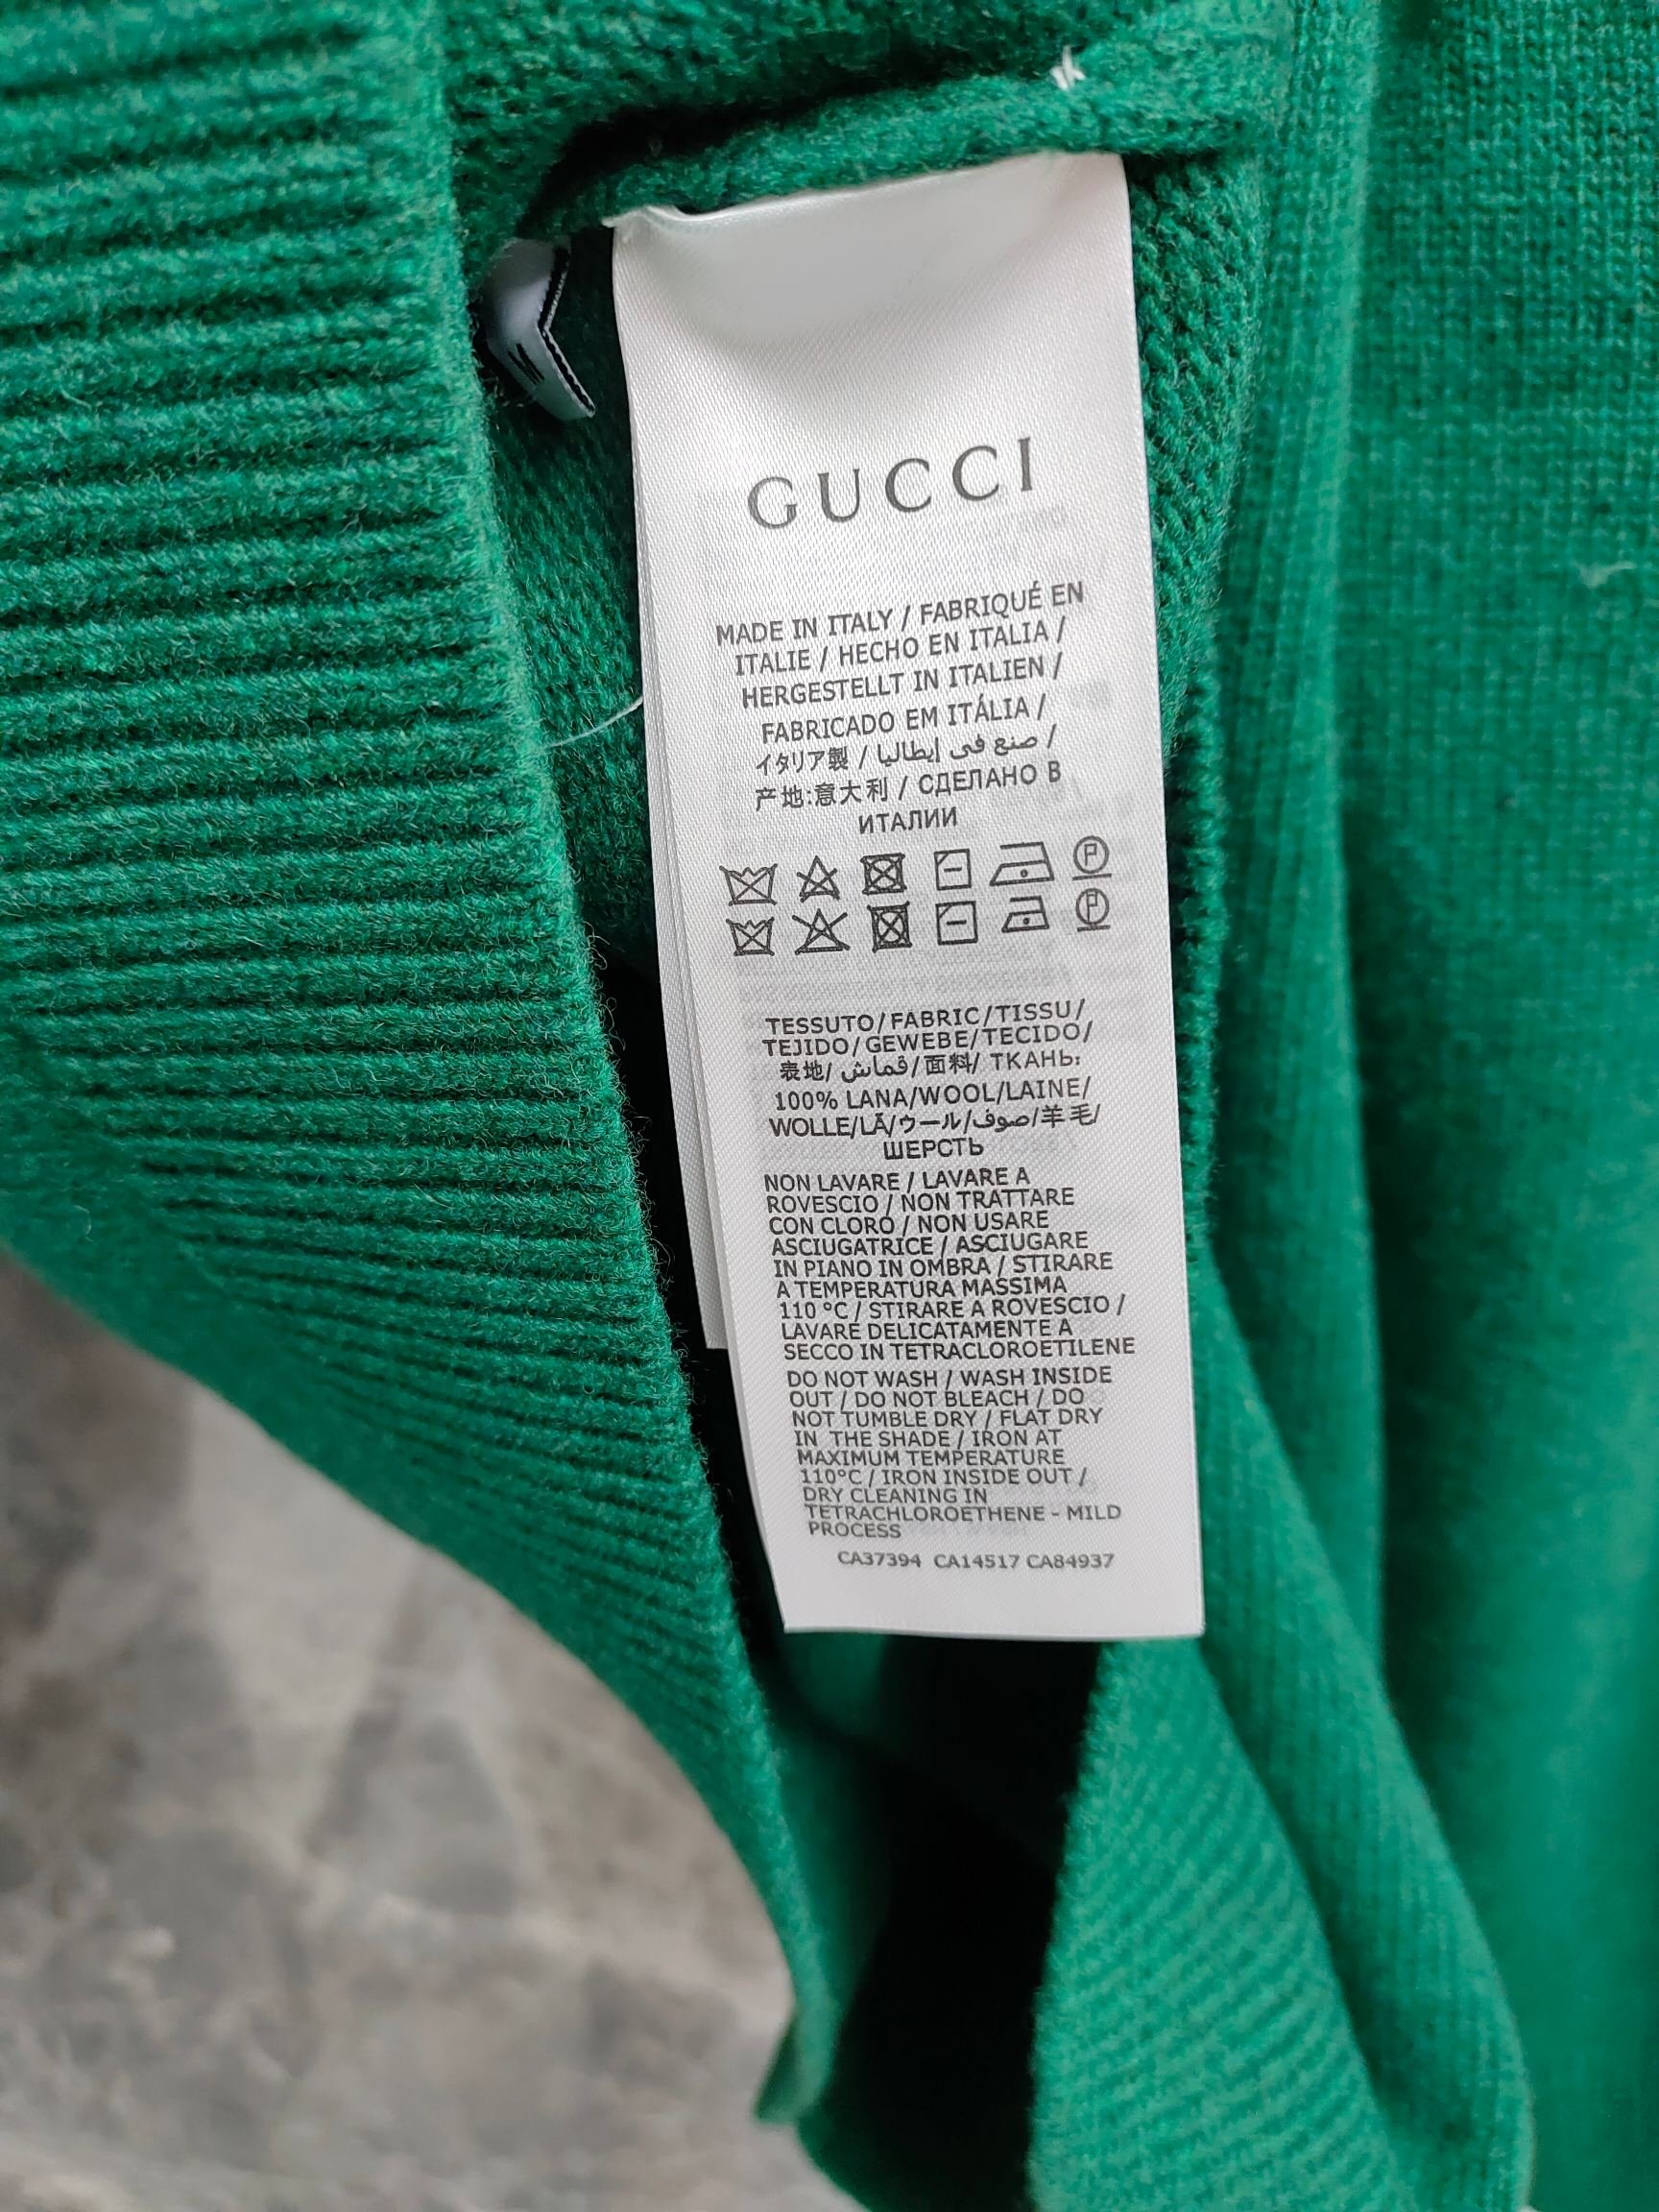 M
GUCCI
MADE IN ITALY / FABRIQUÉ EN
ITALIE / HECHO EN ITALIA /
HERGESTELLT IN ITALIEN /
FABRICADO EM ITÁLIA /
イタリア製 / صنع في إيطاليا /
产地:意大利 / СДЕЛАНО В
ИТАЛИИ
P
P
TESSUTO/FABRIC/TISSU/
TEJIDO/GEWEBE/TECIDO/
表地/ قماش/面料/ ТКАНЬ:
100% LANA/WOOL/LAINE/
WOLLE/LÃ/ウール/صوف/羊毛/
ШЕРСТЬ
NON LAVARE / LAVARE A
ROVESCIO / NON TRATTARE
CON CLORO / NON USARE
ASCIUGATRICE / ASCIUGARE
IN PIANO IN OMBRA / STIRARE
A TEMPERATURA MASSIMA
110 °C / STIRARE A ROVESCIO /
LAVARE DELICATAMENTE A
SECCO IN TETRACLOROETILENE
DO NOT WASH / WASH INSIDE
OUT / DO NOT BLEACH / DO
NOT TUMBLE DRY / FLAT DRY
IN THE SHADE / IRON AT
MAXIMUM TEMPERATURE
110°C / IRON INSIDE OUT /
DRY CLEANING IN
TETRACHLOROETHENE - MILD
PROCESS
CA37394 CA14517 CA84937